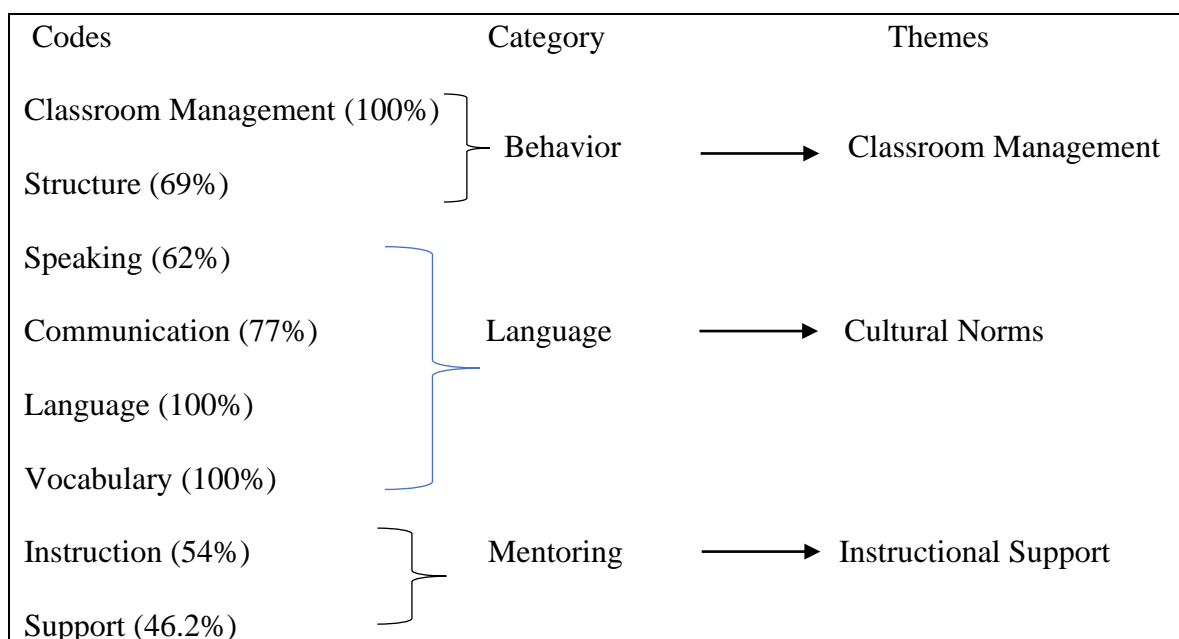 Codes Category Themes
Classroom Management (100%)
Behavior Classroom Management
Structure (69%)
Speaking (62%)
Communication (77%) Language Cultural Norms
Language (100%)
Vocabulary (100%)
Instruction (54%) Mentoring Instructional Support
Support (46.2%)